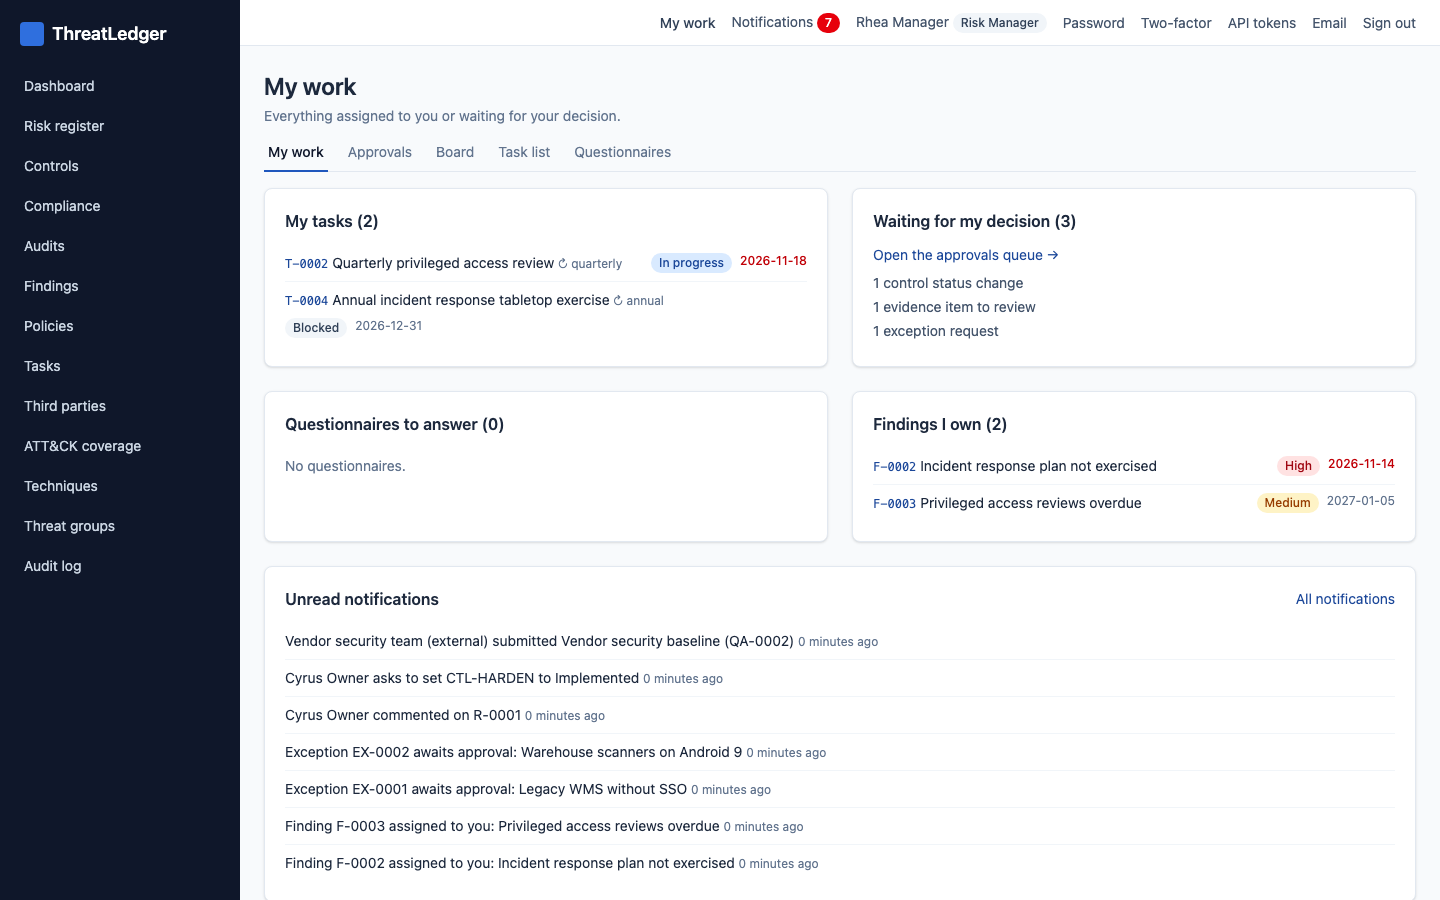 ThreatLedger
Dashboard
Risk register
Controls
Compliance
Audits
Findings
Policies
Tasks
Third parties
ATT&CK coverage
Techniques
Threat groups
Audit log
My work Notifications 7 Rhea Manager Risk Manager Password Two-factor API tokens Email Sign out
My work
Everything assigned to you or waiting for your decision.
My work Approvals Board Task list Questionnaires
My tasks (2)
T-0002 Quarterly privileged access review ↻ quarterly In progress 2026-11-18
T-0004 Annual incident response tabletop exercise ↻ annual
Blocked 2026-12-31
Waiting for my decision (3)
Open the approvals queue →
1 control status change
1 evidence item to review
1 exception request
Questionnaires to answer (0)
No questionnaires.
Findings I own (2)
F-0002 Incident response plan not exercised High 2026-11-14
F-0003 Privileged access reviews overdue Medium 2027-01-05
Unread notifications All notifications
Vendor security team (external) submitted Vendor security baseline (QA-0002) 0 minutes ago
Cyrus Owner asks to set CTL-HARDEN to Implemented 0 minutes ago
Cyrus Owner commented on R-0001 0 minutes ago
Exception EX-0002 awaits approval: Warehouse scanners on Android 9 0 minutes ago
Exception EX-0001 awaits approval: Legacy WMS without SSO 0 minutes ago
Finding F-0003 assigned to you: Privileged access reviews overdue 0 minutes ago
Finding F-0002 assigned to you: Incident response plan not exercised 0 minutes ago